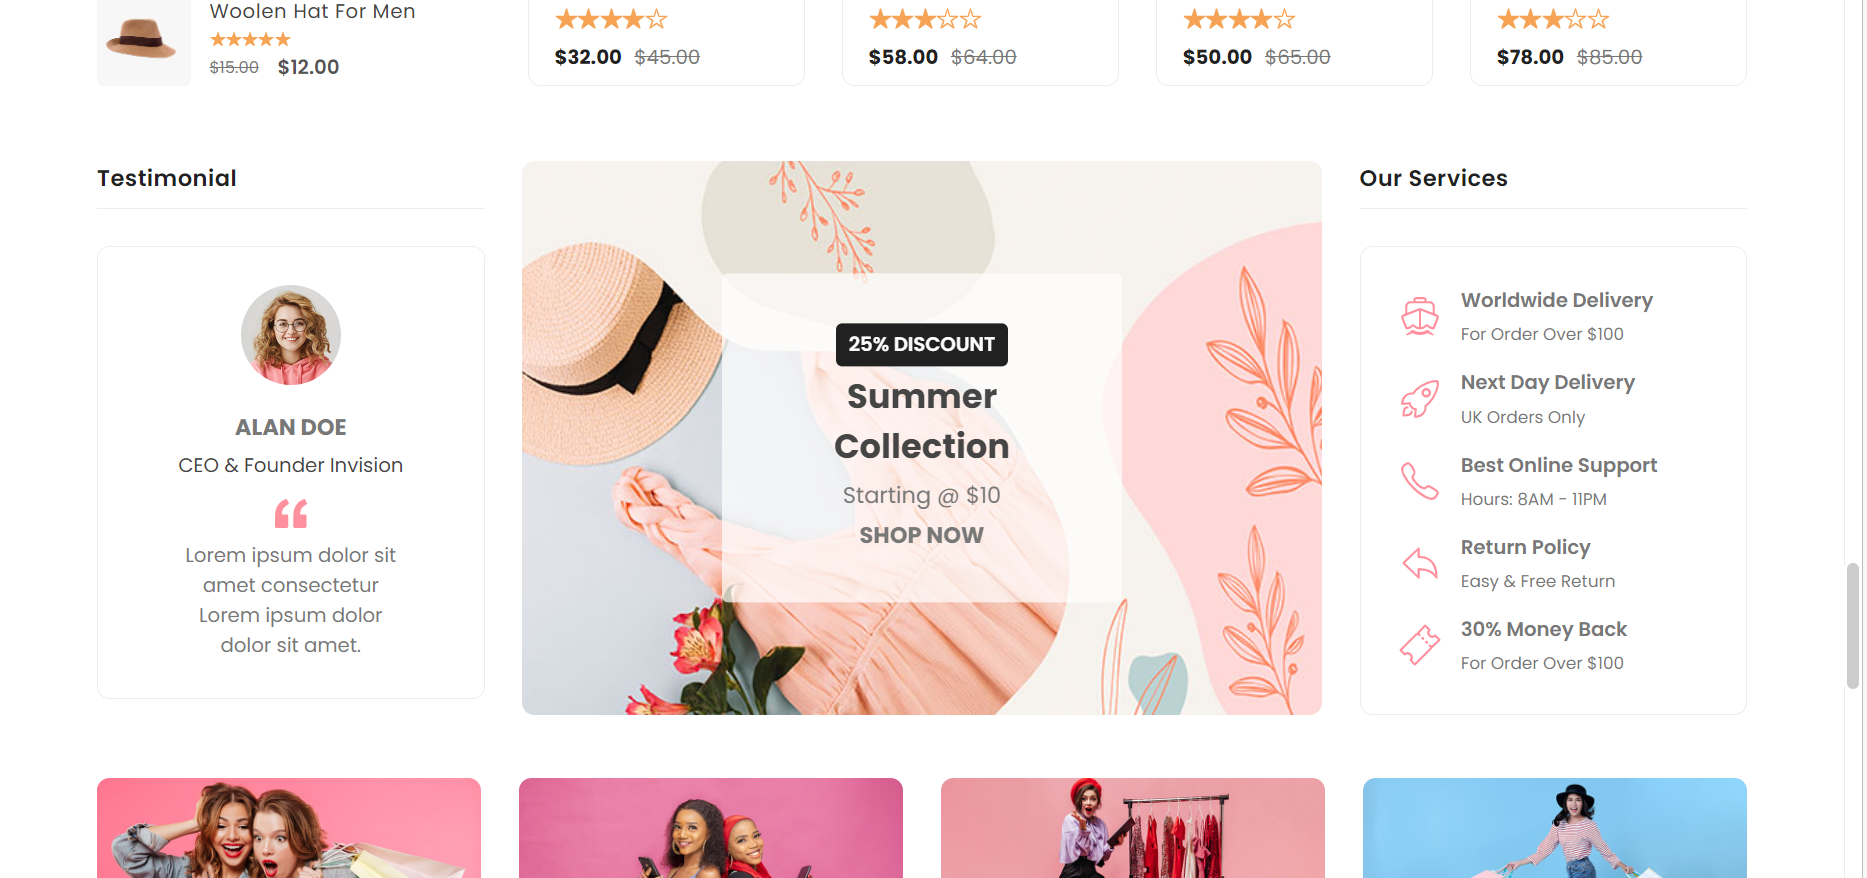 Woolen Hat For Men
$15.00 $12.00
$32.00 $45.00
$58.00 $64.00
$50.00 $65.00
$78.00 $85.00
Testimonial
ALAN DOE
CEO & Founder Invision
Lorem ipsum dolor sit
amet consectetur
Lorem ipsum dolor
dolor sit amet.
25% DISCOUNT
Summer
Collection
Starting @ $10
SHOP NOW
Our Services
Worldwide Delivery
For Order Over $100
Next Day Delivery
UK Orders Only
Best Online Support
Hours: 8AM - 11PM
Return Policy
Easy & Free Return
30% Money Back
For Order Over $100